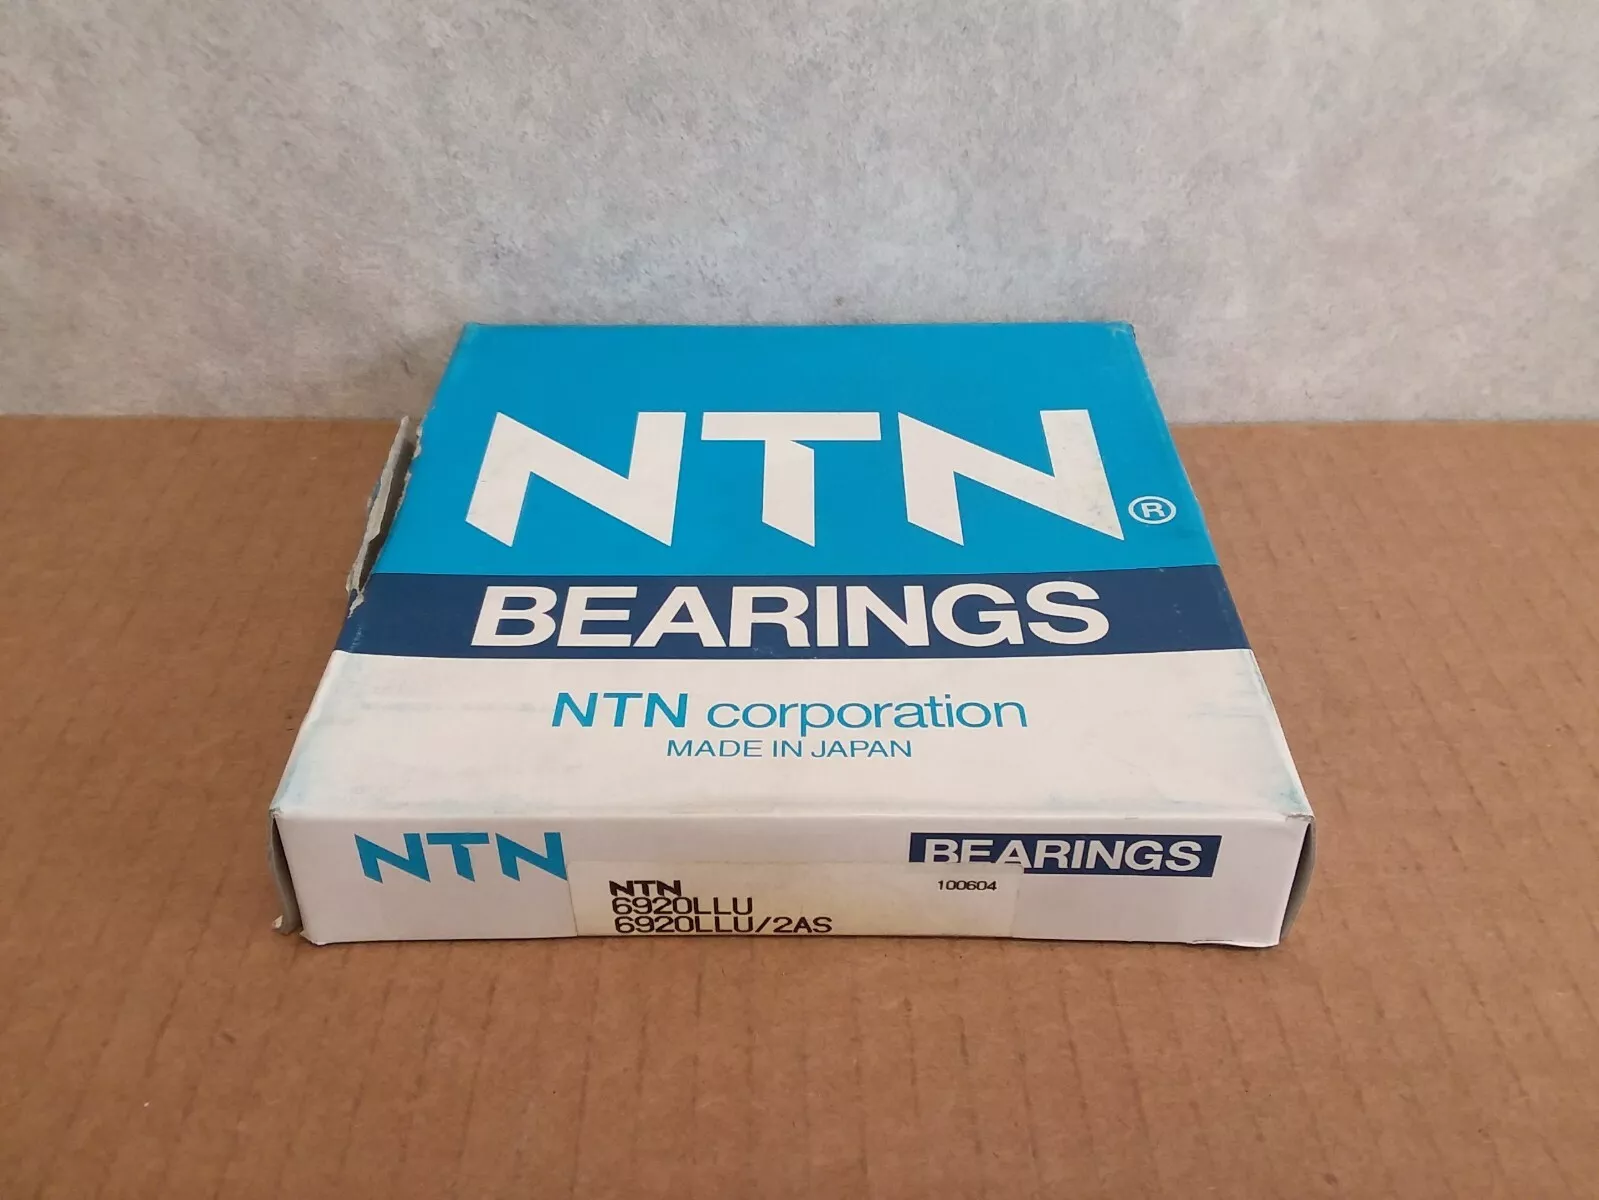 NTN®
BEARINGS
NTN corporation
MADE IN JAPAN
NTN BEARINGS
NTN 100604
6920LLU
6920LLU/2AS